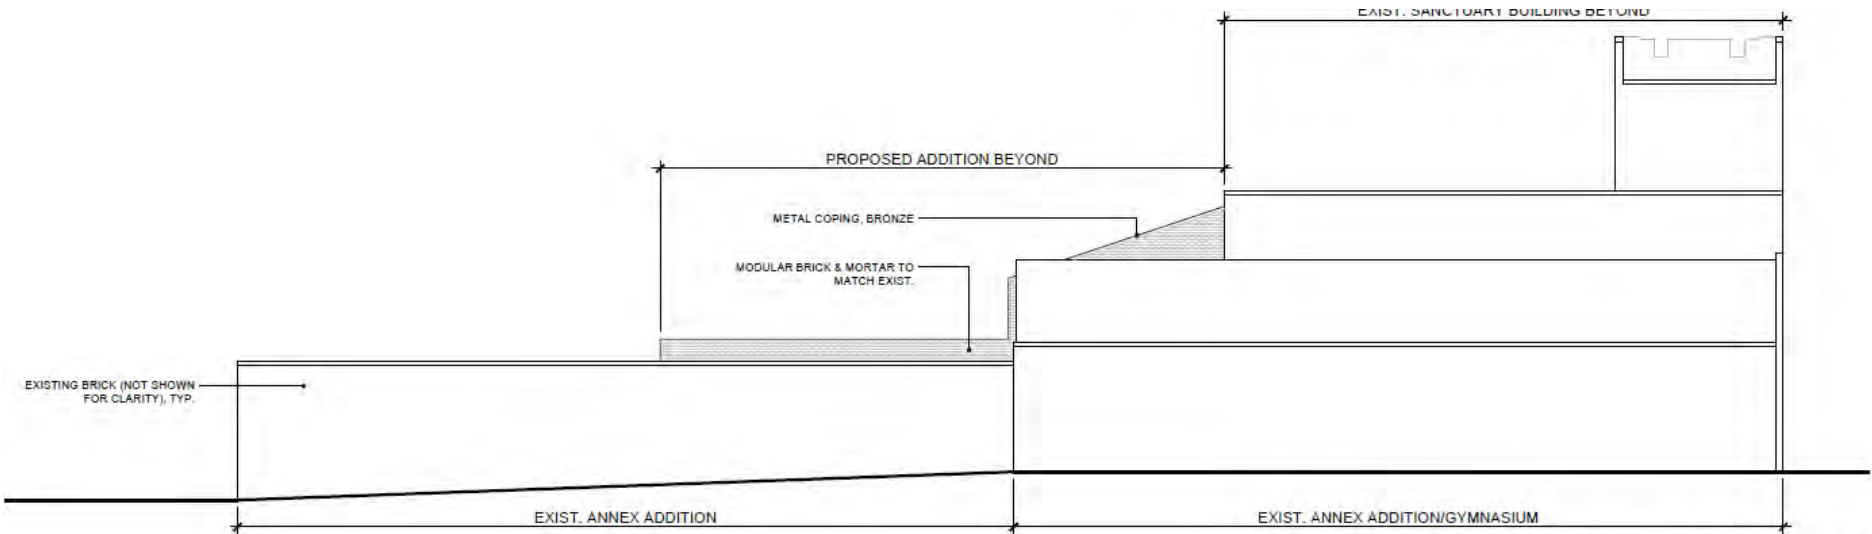 EXIST. SANCTUARY BUILDING BEYOND
PROPOSED ADDITION BEYOND
METAL COPING, BRONZE
MODULAR BRICK & MORTAR TO
MATCH EXIST.
EXISTING BRICK (NOT SHOWN
FOR CLARITY), TYP.
EXIST. ANNEX ADDITION
EXIST. ANNEX ADDITION/GYMNASIUM